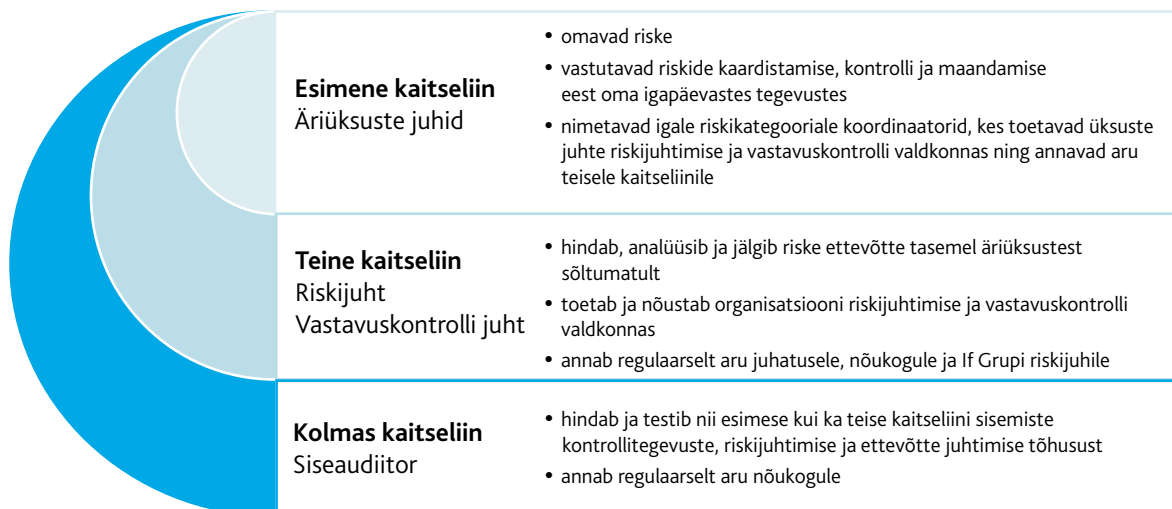 Esimene kaitseliin
Äriüksuste juhid
• omavad riske
• vastutavad riskide kaardistamise, kontrolli ja maandamise
eest oma igapäevastes tegevustes
• nimetavad igale riskikategooriale koordinaatorid, kes toetavad üksuste
juhte riskijuhtimise ja vastavuskontrolli valdkonnas ning annavad aru
teisele kaitseliinile
Teine kaitseliin
Riskijuht
Vastavuskontrolli juht
• hindab, analüüsib ja jälgib riske ettevõtte tasemel äriüksustest
sõltumatult
• toetab ja nõustab organisatsiooni riskijuhtimise ja vastavuskontrolli
valdkonnas
• annab regulaarselt aru juhatusele, nõukogule ja If Grupi riskijuhile
Kolmas kaitseliin
Siseaudiitor
• hindab ja testib nii esimese kui ka teise kaitseliini sisemiste
kontrollitegevuste, riskijuhtimise ja ettevõtte juhtimise tõhusust
• annab regulaarselt aru nõukogule